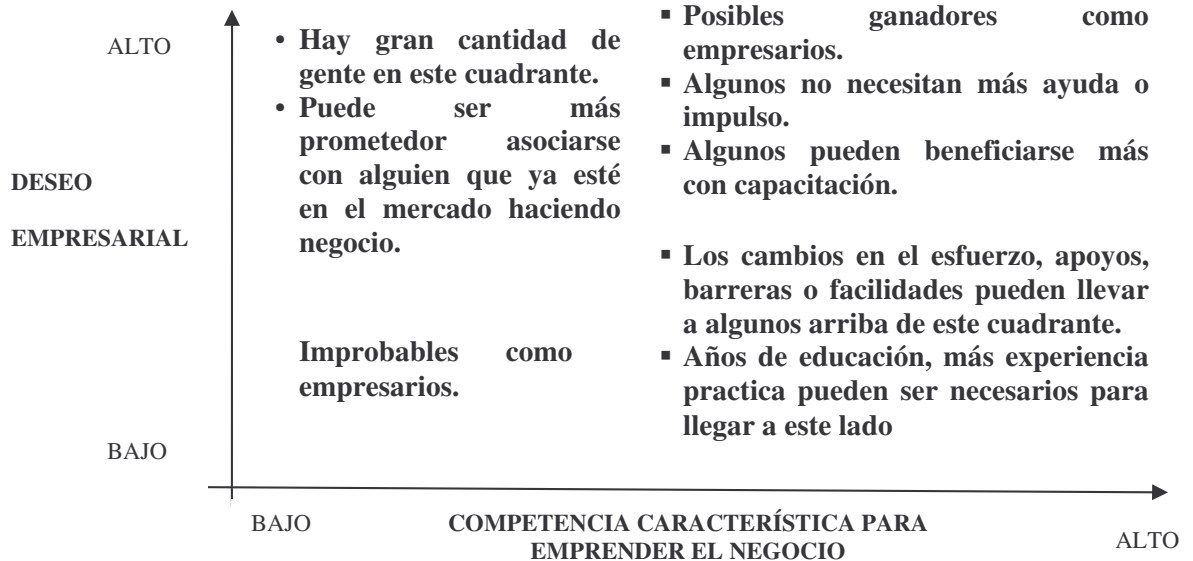 ALTO
• Hay gran cantidad de
gente en este cuadrante.
• Puede ser más
prometedor asociarse
con alguien que ya esté
en el mercado haciendo
negocio.
▪ Posibles ganadores como
empresarios.
▪ Algunos no necesitan más ayuda o
impulso.
▪ Algunos pueden beneficiarse más
con capacitación.
DESEO
EMPRESARIAL
Improbables como
empresarios.
▪ Los cambios en el esfuerzo, apoyos,
barreras o facilidades pueden llevar
a algunos arriba de este cuadrante.
▪ Años de educación, más experiencia
practica pueden ser necesarios para
llegar a este lado
BAJO
BAJO
COMPETENCIA CARACTERÍSTICA PARA
EMPRENDER EL NEGOCIO
ALTO